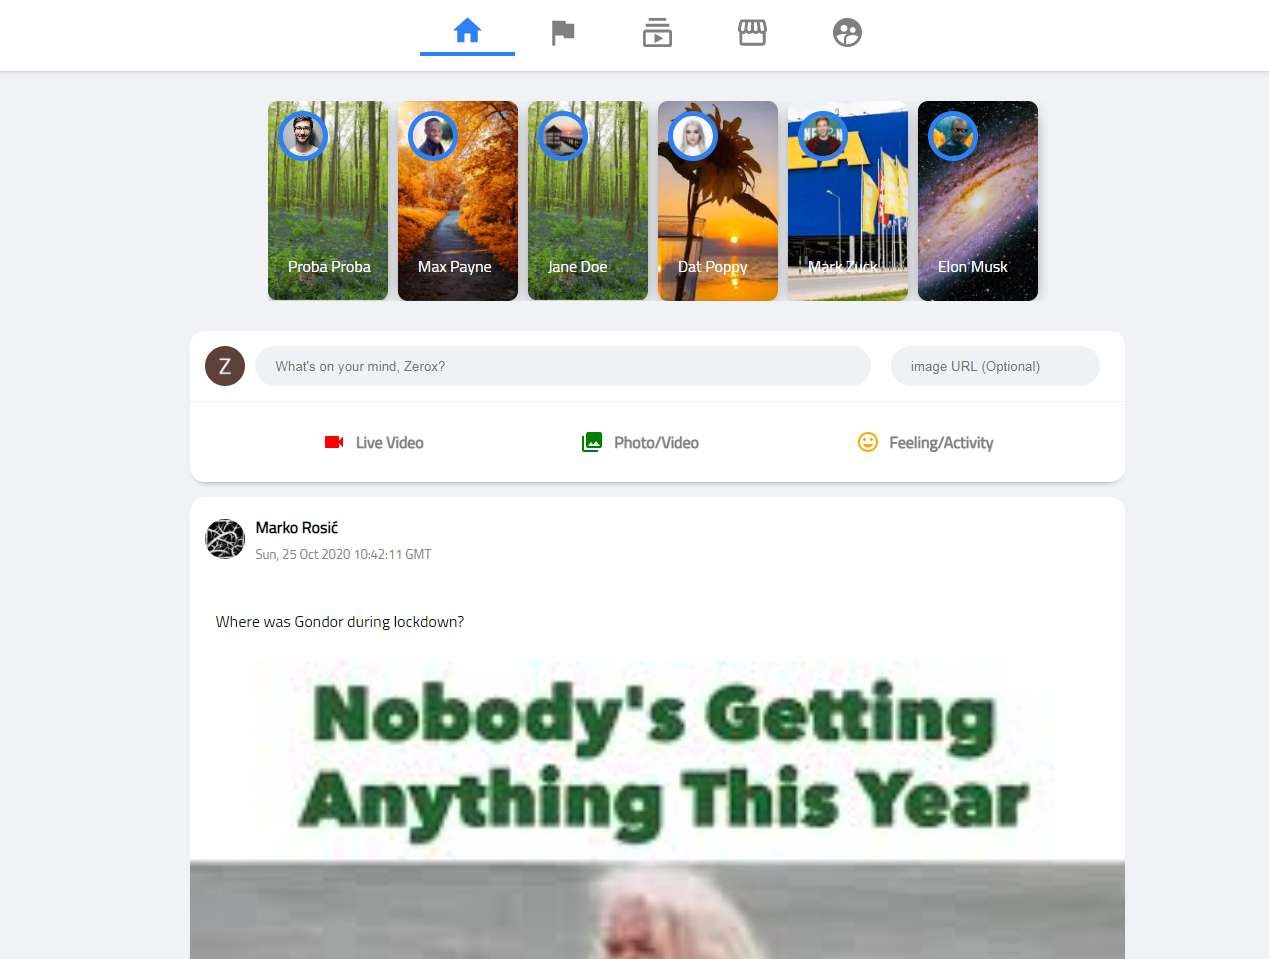 Proba Proba
Max Payne
Jane Doe
Dat Poppy
Mark Zuck
Elon Musk
Z
What's on your mind, Zerox?
image URL (Optional)
Live Video
Photo/Video
Feeling/Activity
Marko Rosić
Sun, 25 Oct 2020 10:42:11 GMT
Where was Gondor during lockdown?
Nobody's Getting
Anything This Year